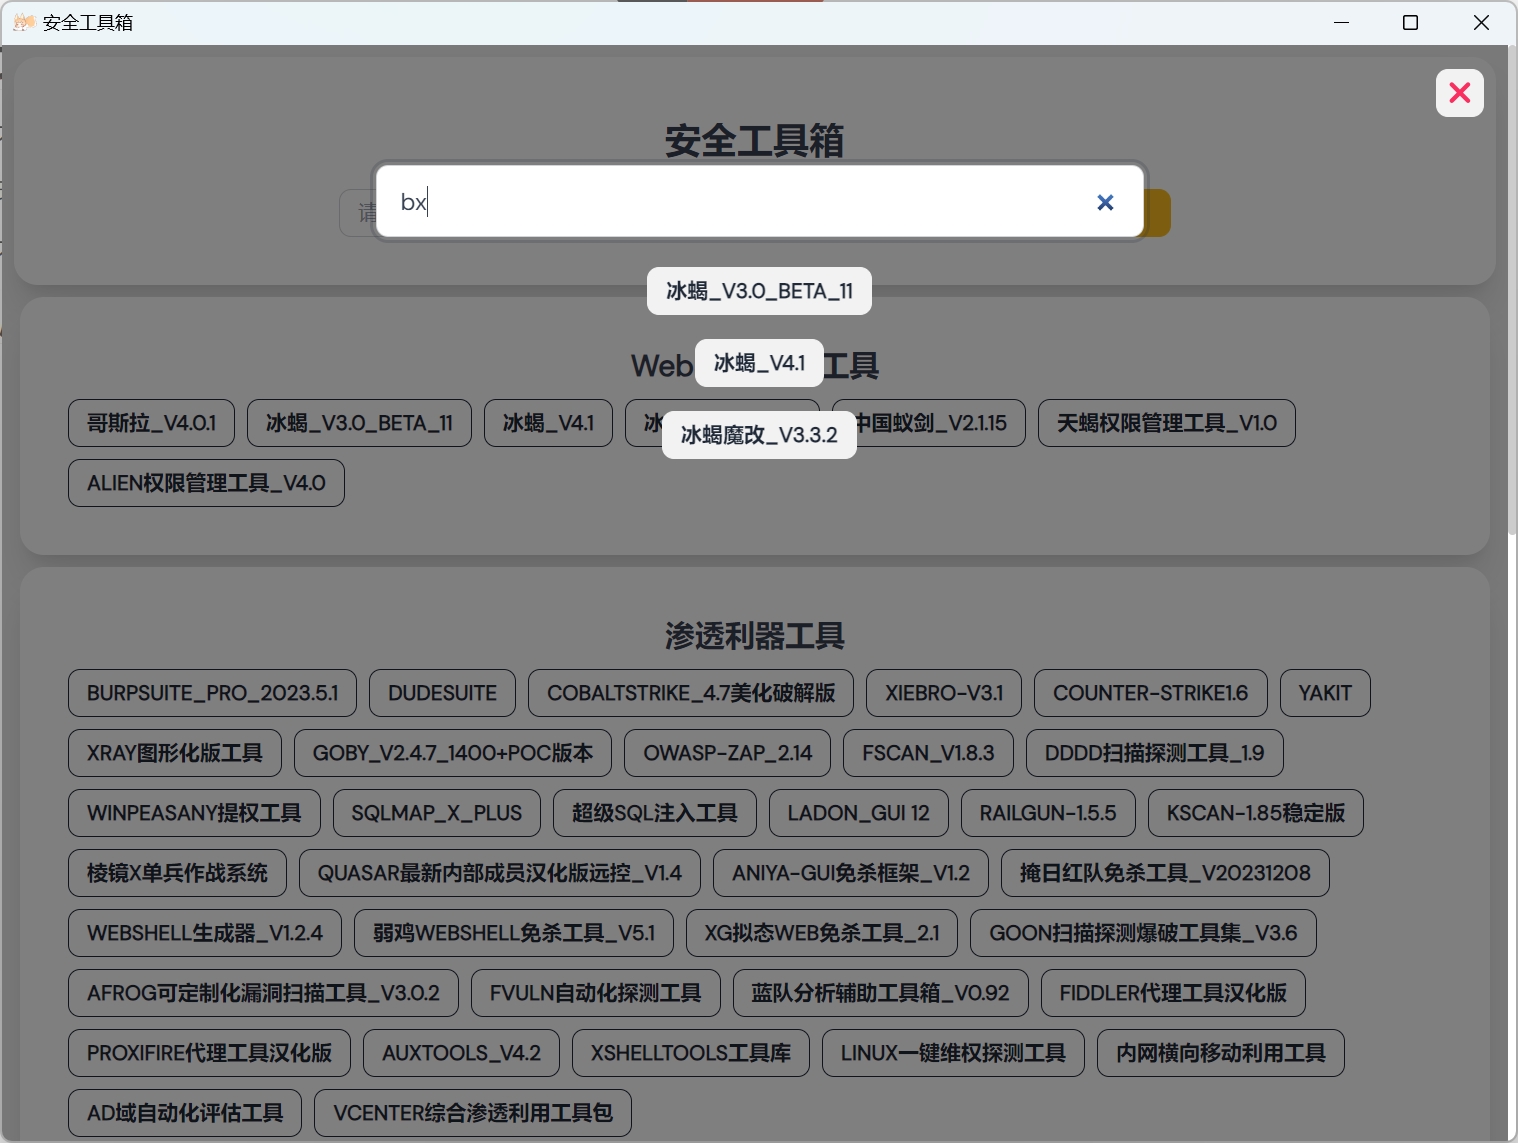 安全工具箱
安全工具箱
请
bx
冰蝎_V3.0_BETA_11
冰蝎_V4.1
冰蝎魔改_V3.3.2
Web
工具
哥斯拉_V4.0.1
冰蝎_V3.0_BETA_11
冰蝎_V4.1
冰
中国蚁剑_V2.1.15
天蝎权限管理工具_V1.0
ALIEN权限管理工具_V4.0
渗透利器工具
BURPSUITE_PRO_2023.5.1
DUDESUITE
COBALTSTRIKE_4.7美化破解版
XIEBRO-V3.1
COUNTER-STRIKE1.6
YAKIT
XRAY图形化版工具
GOBY_V2.4.7_1400+POC版本
OWASP-ZAP_2.14
FSCAN_V1.8.3
DDDD扫描探测工具_1.9
WINPEASANY提权工具
SQLMAP_X_PLUS
超级SQL注入工具
LADON_GUI 12
RAILGUN-1.5.5
KSCAN-1.85稳定版
棱镜X单兵作战系统
QUASAR最新内部成员汉化版远控_V1.4
ANIYA-GUI免杀框架_V1.2
掩日红队免杀工具_V20231208
WEBSHELL生成器_V1.2.4
弱鸡WEBSHELL免杀工具_V5.1
XG拟态WEB免杀工具_2.1
GOON扫描探测爆破工具集_V3.6
AFROG可定制化漏洞扫描工具_V3.0.2
FVULN自动化探测工具
蓝队分析辅助工具箱_V0.92
FIDDLER代理工具汉化版
PROXIFIRE代理工具汉化版
AUXTOOLS_V4.2
XSHELLTOOLS工具库
LINUX一键维权探测工具
内网横向移动利用工具
AD域自动化评估工具
VCENTER综合渗透利用工具包